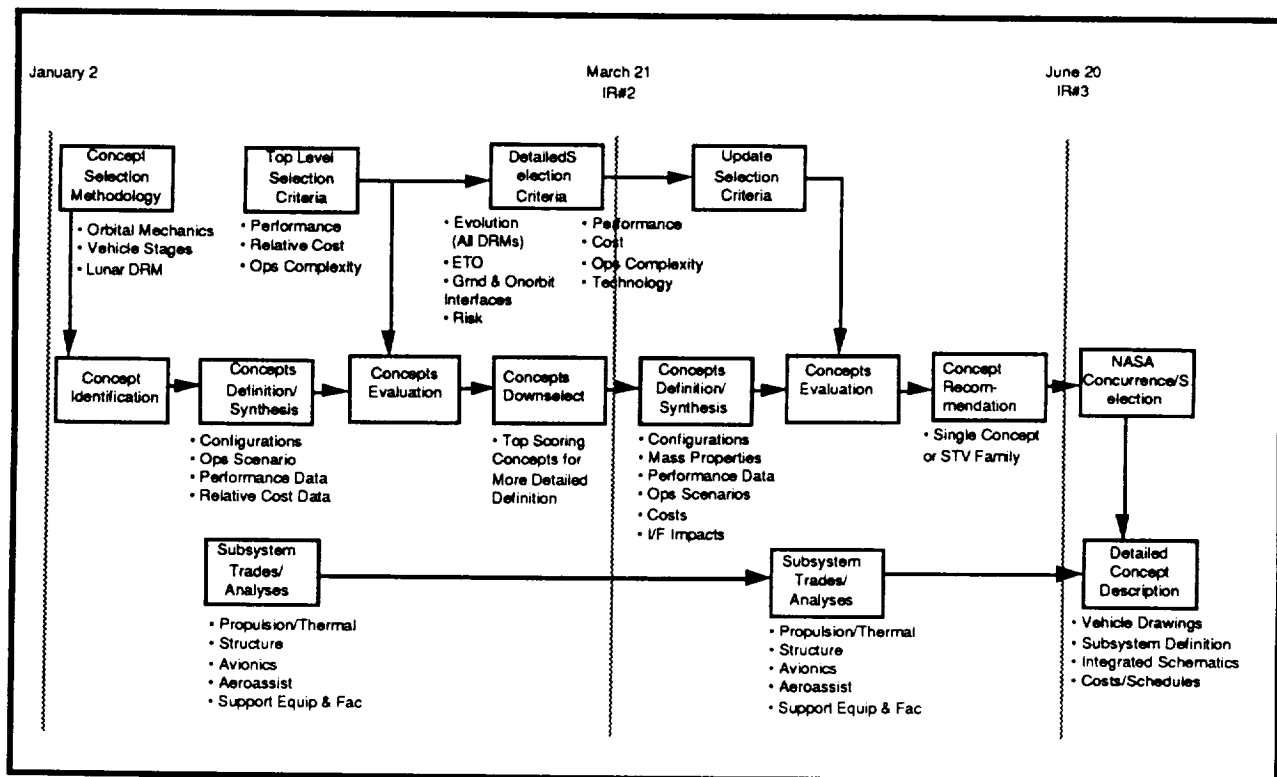 January 2
March 21
IR#2
June 20
IR#3
Concept
Selection
Methodology
• Orbital Mechanics
• Vehicle Stages
• Lunar DRM
Top Level
Selection
Criteria
• Performance
• Relative Cost
• Ops Complexity
DetailedS
election
Criteria
• Evolution
(All DRMs)
• ETO
• Grnd & Onorbit
Interfaces
• Risk
• Performance
• Cost
• Ops Complexity
• Technology
Update
Selection
Criteria
Concept
Identification
Concepts
Definition/
Synthesis
• Configurations
• Ops Scenario
• Performance Data
• Relative Cost Data
Concepts
Evaluation
Concepts
Downselect
• Top Scoring
Concepts for
More Detailed
Definition
Concepts
Definition/
Synthesis
• Configurations
• Mass Properties
• Performance Data
• Ops Scenarios
• Costs
• I/F Impacts
Concepts
Evaluation
Concept
Recom-
mendation
• Single Concept
or STV Family
NASA
Concurrence/S
election
Subsystem
Trades/
Analyses
• Propulsion/Thermal
• Structure
• Avionics
• Aeroassist
• Support Equip & Fac
Subsystem
Trades/
Analyses
• Propulsion/Thermal
• Structure
• Avionics
• Aeroassist
• Support Equip & Fac
Detailed
Concept
Description
• Vehicle Drawings
• Subsystem Definition
• Integrated Schematics
• Costs/Schedules